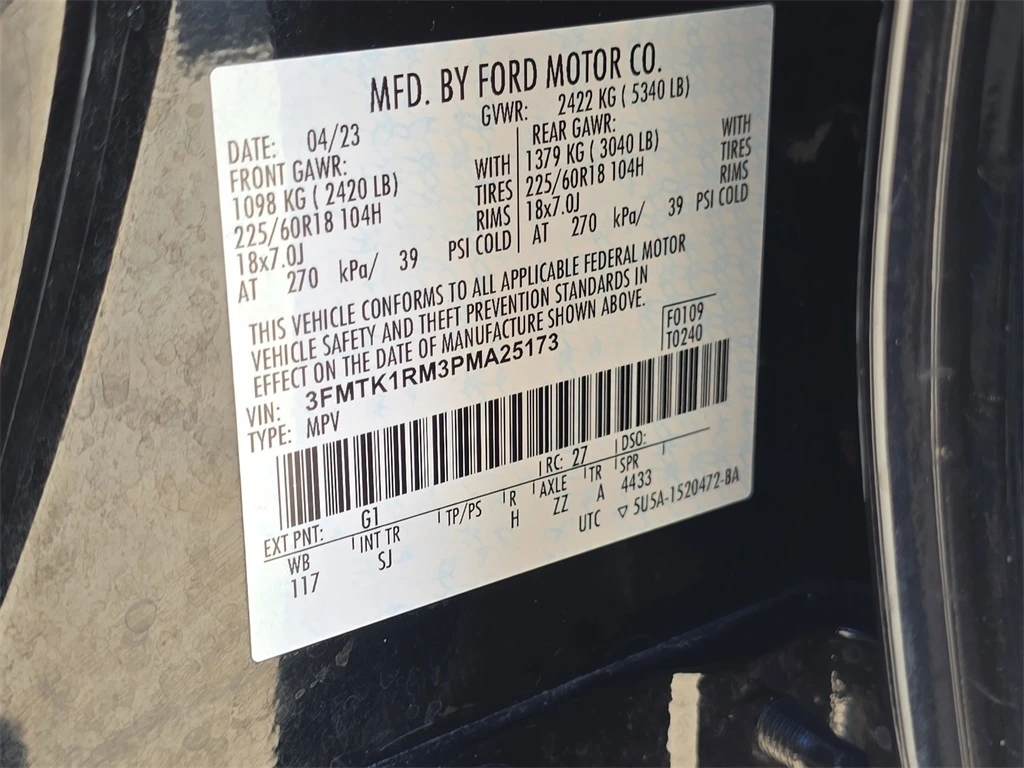 MFD. BY FORD MOTOR CO.
DATE: 04/23
GVWR: 2422 KG ( 5340 LB)
FRONT GAWR:
1098 KG ( 2420 LB) WITH
225/60R18 104H TIRES
18x7.0J RIMS
AT 270 kPa/ 39 PSI COLD
REAR GAWR: WITH
1379 KG ( 3040 LB) TIRES
225/60R18 104H RIMS
18x7.0J
AT 270 kPa/ 39 PSI COLD
THIS VEHICLE CONFORMS TO ALL APPLICABLE FEDERAL MOTOR
VEHICLE SAFETY AND THEFT PREVENTION STANDARDS IN
EFFECT ON THE DATE OF MANUFACTURE SHOWN ABOVE.
F0109
T0240
VIN: 3FMTK1RM3PMA25173
TYPE: MPV
EXT PNT: G1 RC: 27 DSO:
WB INT TR TP/PS R AXLE TR SPR
117 SJ H ZZ A 4433
UTC ▽ 5U5A-1520472-BA